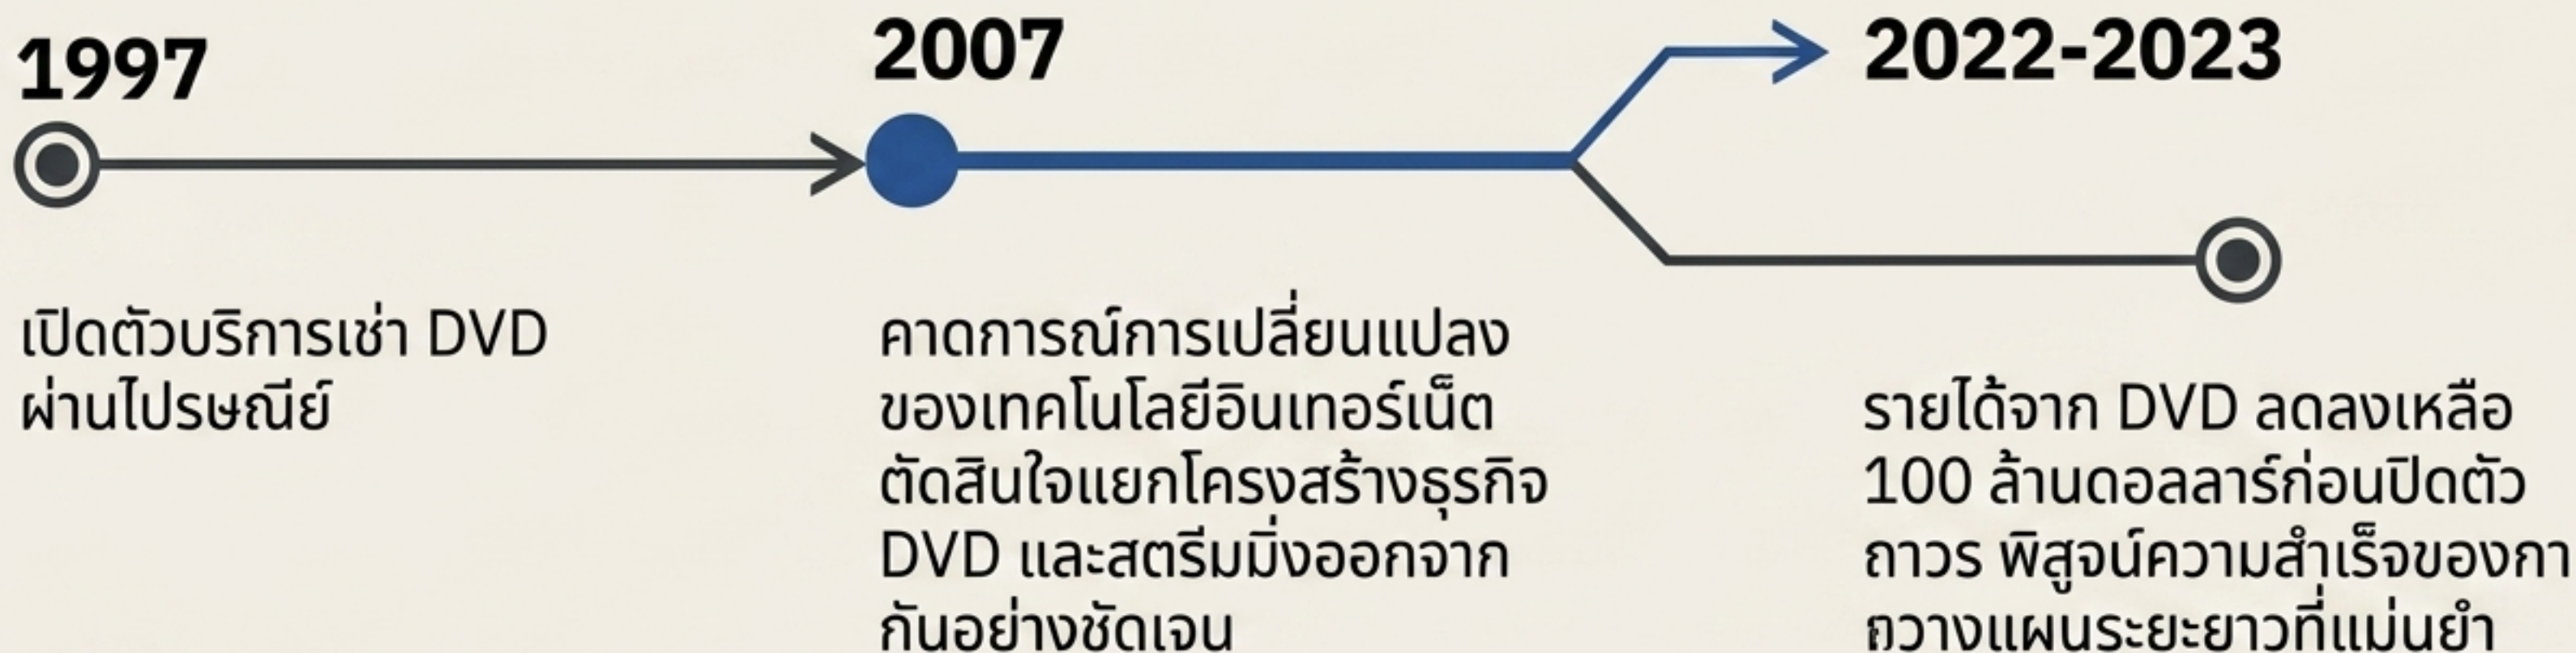 1997
เปิดตัวบริการเช่า DVD
ผ่านไปรษณีย์
2007
คาดการณ์การเปลี่ยนแปลง
ของเทคโนโลยีอินเทอร์เน็ต
ตัดสินใจแยกโครงสร้างธุรกิจ
DVD และสตรีมมิ่งออกจาก
กันอย่างชัดเจน
2022-2023
รายได้จาก DVD ลดลงเหลือ
100 ล้านดอลลาร์ก่อนปิดตัว
ถาวร พิสูจน์ความสำเร็จของกา
วางแผนระยะยาวที่แม่นยำ